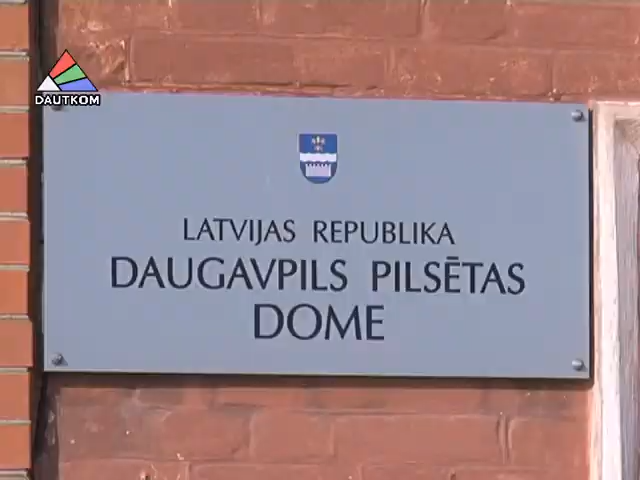 DAUTKOM
LATVIJAS REPUBLIKA
DAUGAVPILS PILSĒTAS
DOME